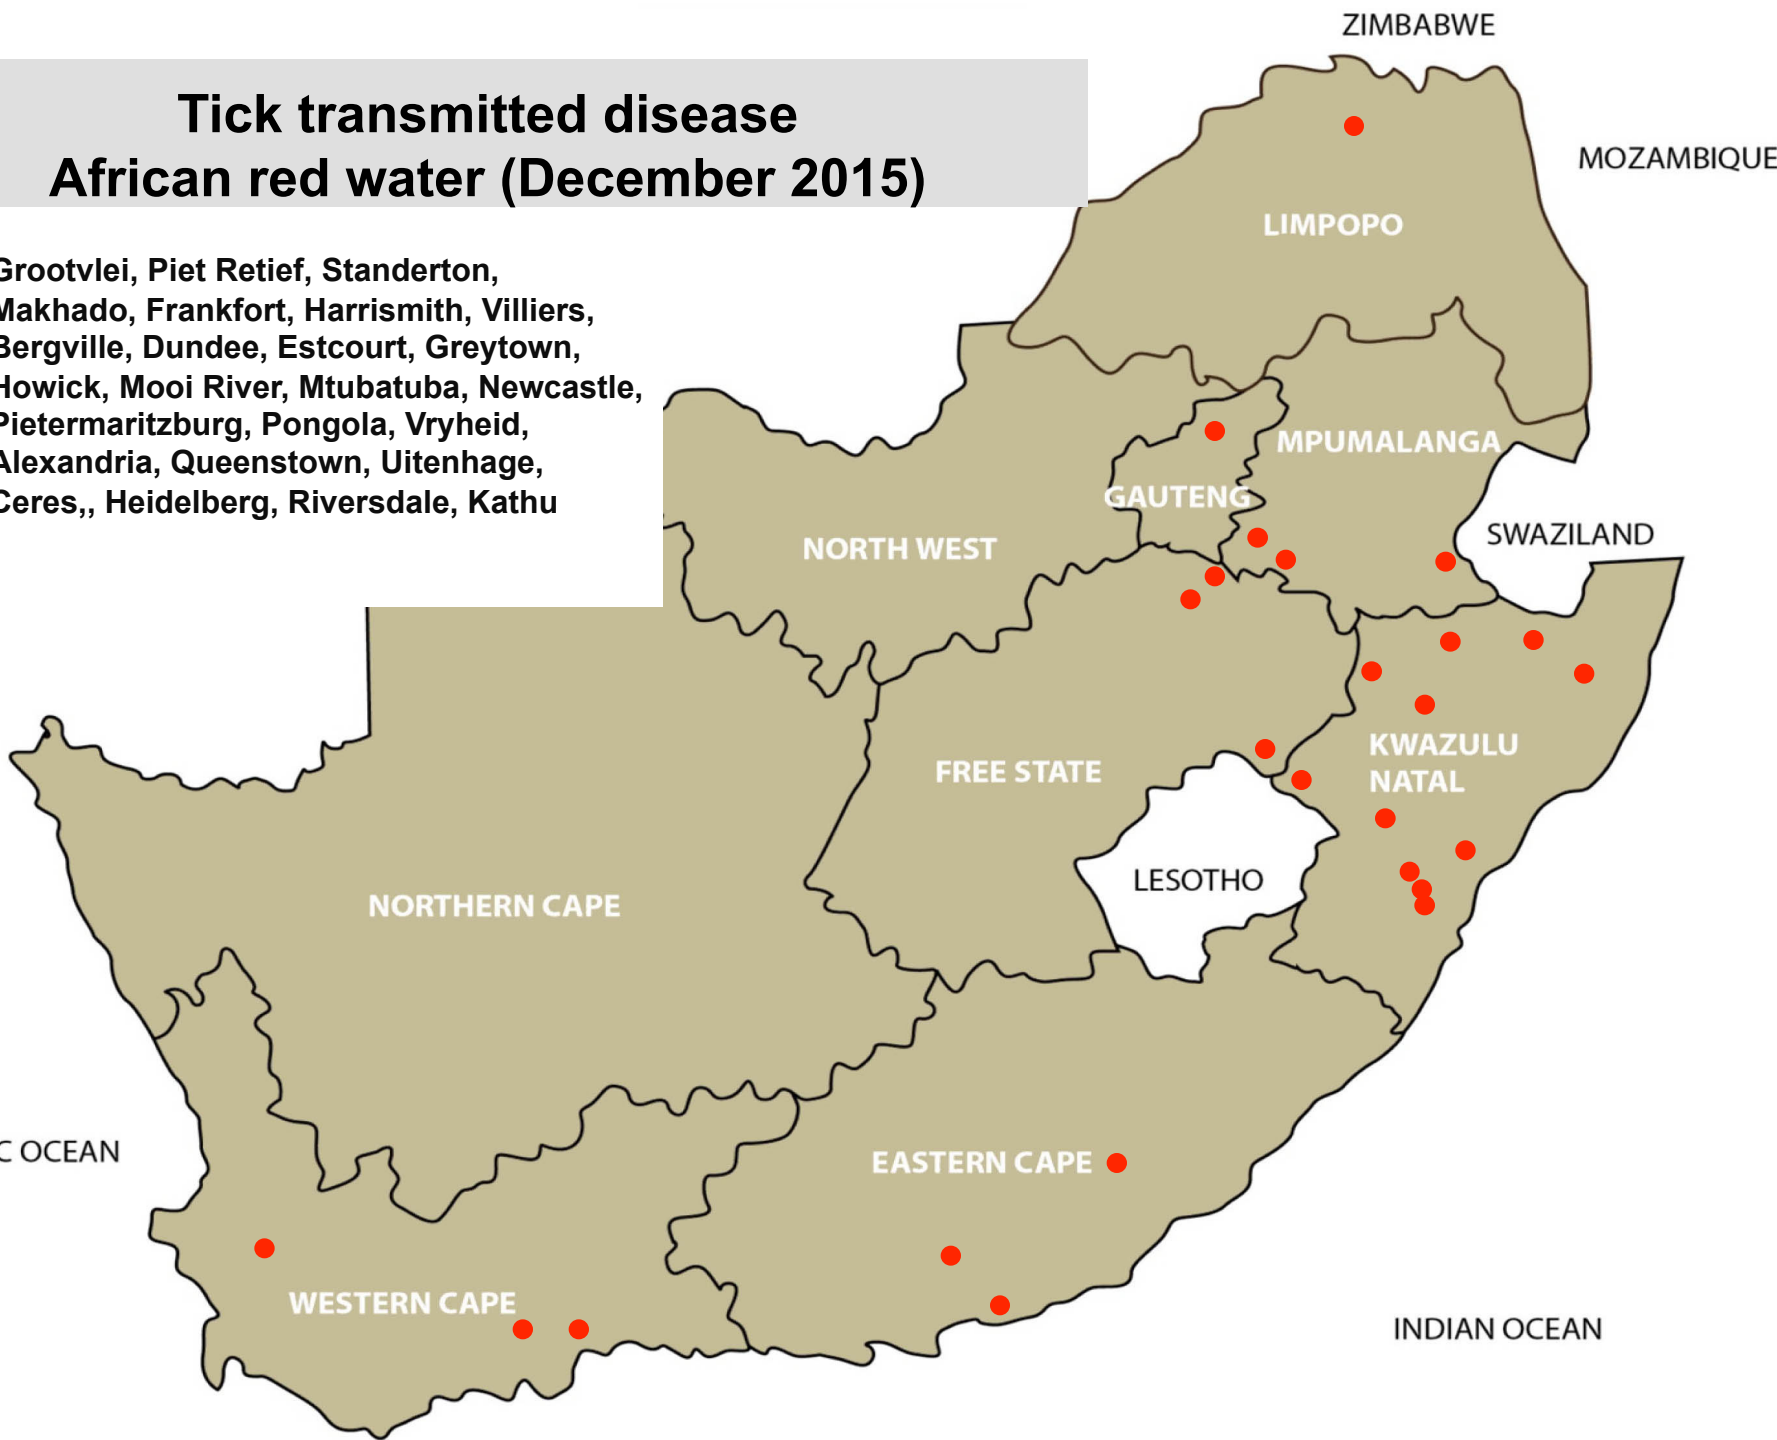 ZIMBABWE
Tick transmitted disease
African red water (December 2015)
MOZAMBIQUE
LIMPOPO
Grootvlei, Piet Retief, Standerton,
Makhado, Frankfort, Harrismith, Villiers,
Bergville, Dundee, Estcourt, Greytown,
Howick, Mooi River, Mtubatuba, Newcastle,
Pietermaritzburg, Pongola, Vryheid,
Alexandria, Queenstown, Uitenhage,
Ceres,, Heidelberg, Riversdale, Kathu
MPUMALANGA
GAUTENG
SWAZILAND
NORTH WEST
KWAZULU
NATAL
FREE STATE
LESOTHO
NORTHERN CAPE
C OCEAN
EASTERN CAPE
WESTERN CAPE
INDIAN OCEAN